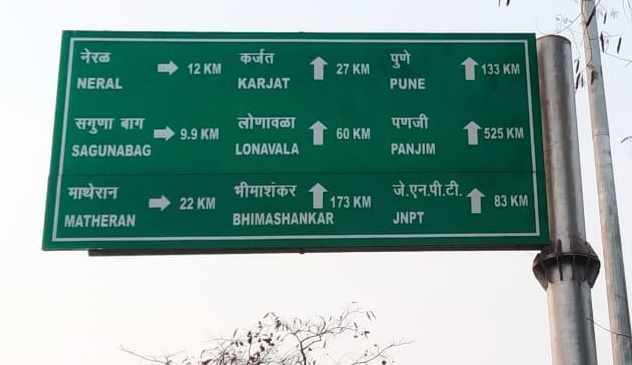 नेरळ → 12 KM कर्जत ↑ 27 KM पुणे ↑ 133 KM
NERAL KARJAT PUNE
सगुणा बाग → 9.9 KM लोणावळा ↑ 60 KM पणजी ↑ 525 KM
SAGUNABAG LONAVALA PANJIM
माथेरान → 22 KM भीमाशंकर ↑ 173 KM जे.एन.पी.टी. ↑ 83 KM
MATHERAN BHIMASHANKAR JNPT